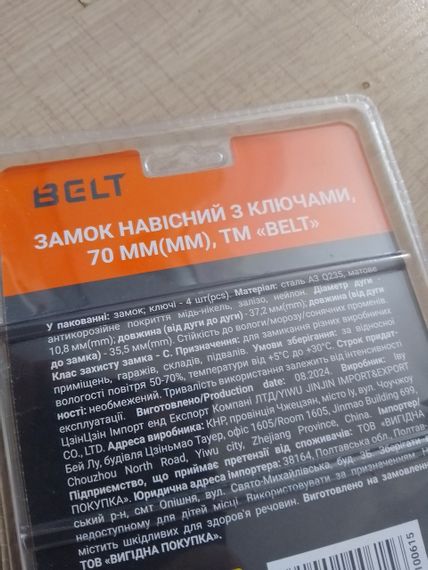 BELT
ЗАМОК НАВІСНИЙ З КЛЮЧАМИ,
70 ММ(MM), ТМ «BELT»
У пакованні: замок, ключі - 4 шт(pcs). Матеріал: сталь А3 Q235, матове
антикорозійне покриття мідь-нікель, залізо, нейлон. Діаметр дуги -
10,8 мм(mm); довжина (від дуги до дуги) - 37,2 мм(mm); довжина (від дуги
до замка) - 35,5 мм(mm). Стійкість до вологи/морозу/сонячних променів.
Клас захисту замка - С. Призначення: для замикання різних виробничих
приміщень, гаражів, складів, підвалів. Умови зберігання: за відносної
вологості повітря 50-70%, температури від +5°C до +30°C. Строк придат-
ності: необмежений. Тривалість використання залежить від інтенсивності
експлуатації. Виготовлено/Production date: 08.2024. Виробник: Іву
ЦзінЦзін Імпорт енд Експорт Компані ЛТД/YIWU JINJIN IMPORT&EXPORT
CO., LTD. Адреса виробника: КНР, провінція Чжецзян, місто Іу, вул. Чоучжоу
Бей Лу, будівля Цзіньмао Тауер, офіс 1605/Room 1605, Jinmao Building 699,
Chouzhou North Road, Yiwu city, Zhejiang Province, China. Імпортер/
Підприємство, що приймає претензії від споживачів: ТОВ «ВИГІДНА
ПОКУПКА». Юридична адреса імпортера: 38164, Полтавська обл., Полтав-
ський р-н, смт Опішня, вул. Свято-Михайлівська, буд. 35. Зберігати
недоступному для дітей місці. Використовувати за призначенням. Не
містить шкідливих для здоров'я речовин. Виготовлено на замовлення
ТОВ «ВИГІДНА ПОКУПКА».
100615